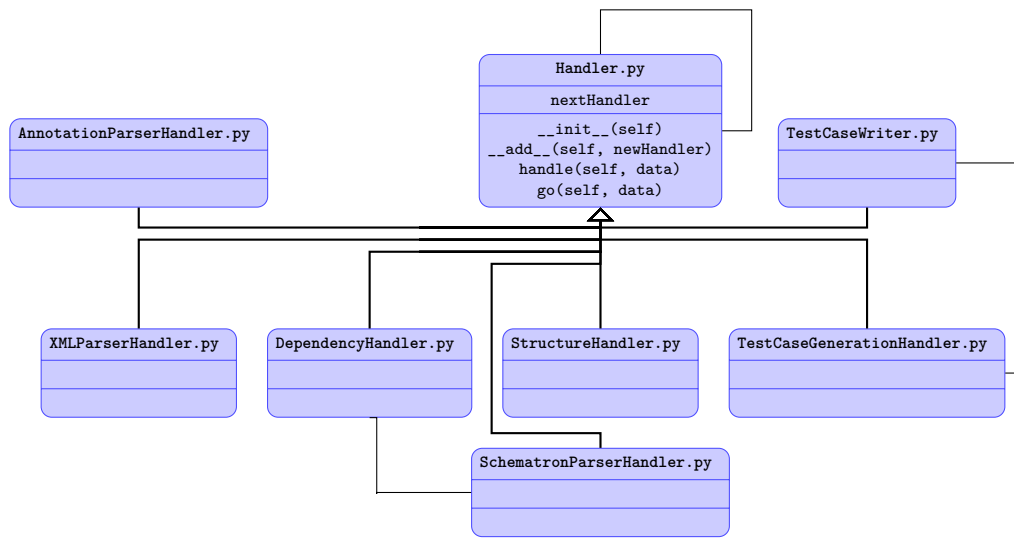 Handler.py
nextHandler
__init__(self)
__add__(self, newHandler)
handle(self, data)
go(self, data)
AnnotationParserHandler.py
TestCaseWriter.py
XMLParserHandler.py
DependencyHandler.py
StructureHandler.py
TestCaseGenerationHandler.py
SchematronParserHandler.py